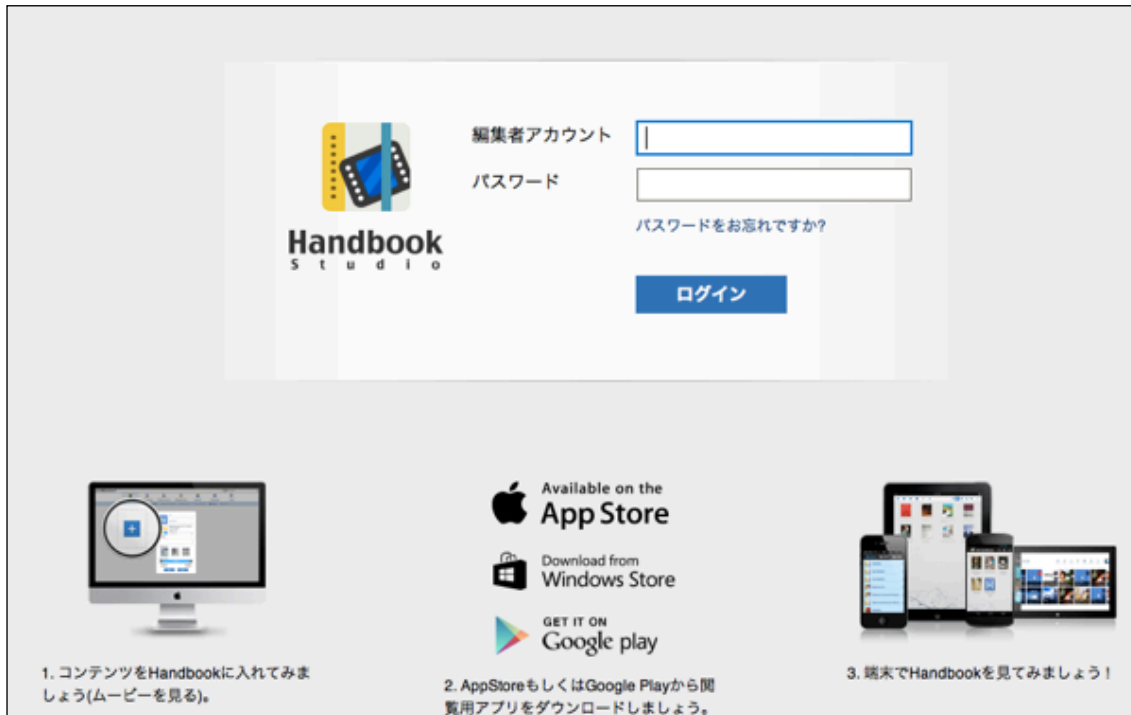 編集者アカウント
パスワード
パスワードをお忘れですか?
Handbook
Studio
ログイン
Available on the
App Store
Download from
Windows Store
GET IT ON
Google play
1. コンテンツをHandbookに入れてみま
しょう(ムービーを見る)。
2. AppStoreもしくはGoogle Playから閲
覧用アプリをダウンロードしましょう。
3. 端末でHandbookを見てみましょう！